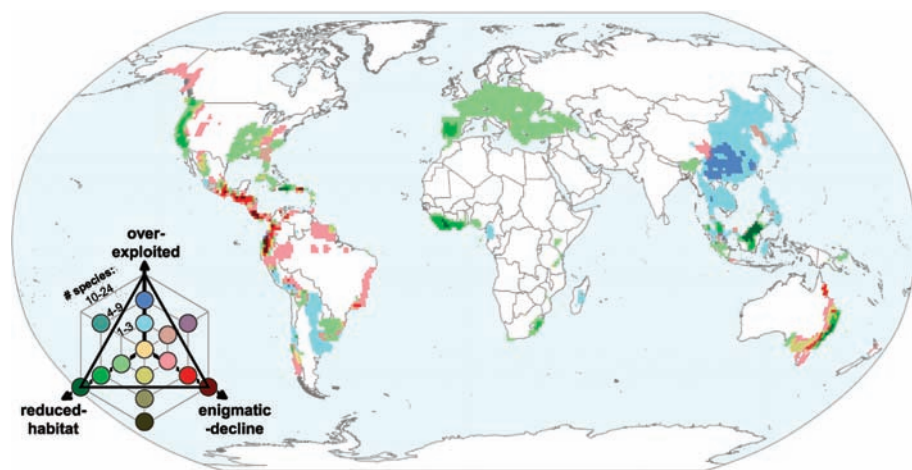 over-
exploited
# species:
10-24
4-9
1-3
reduced-
habitat
enigmatic
-decline